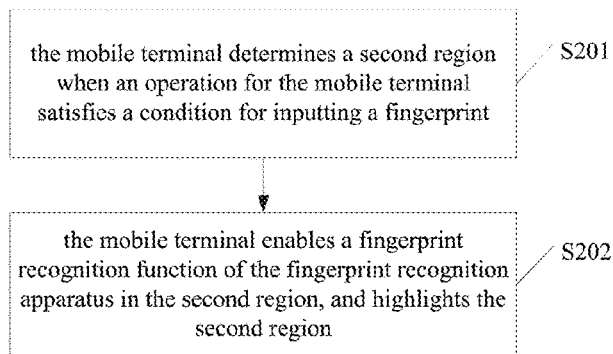 the mobile terminal determines a second region
when an operation for the mobile terminal
satisfies a condition for inputting a fingerprint
S201
the mobile terminal enables a fingerprint
recognition function of the fingerprint recognition
apparatus in the second region, and highlights the
second region
S202